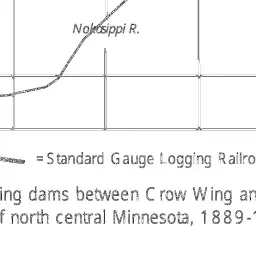 Nokasippi R.
= Standard Gauge Logging Railro
ing dams between Crow Wing an
f north central Minnesota, 1889-1